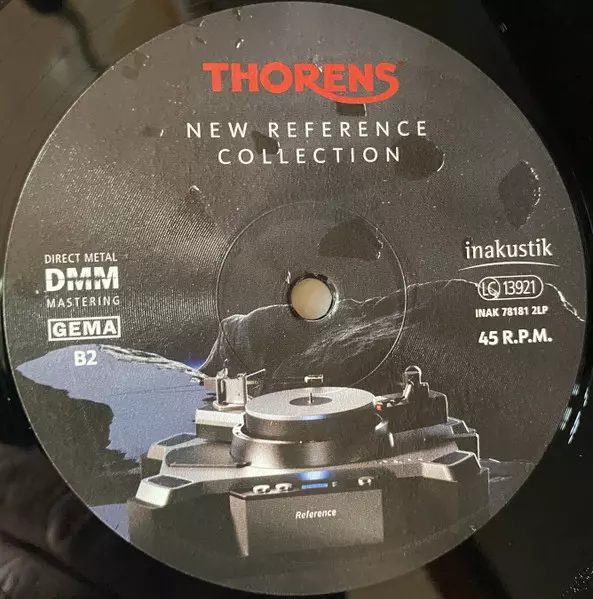 THORENS
NEW REFERENCE
COLLECTION
DIRECT METAL
DMM
MASTERING
GEMA
B2
inakustik
LC 13921
INAK 78181 2LP
45 R.P.M.
Reference